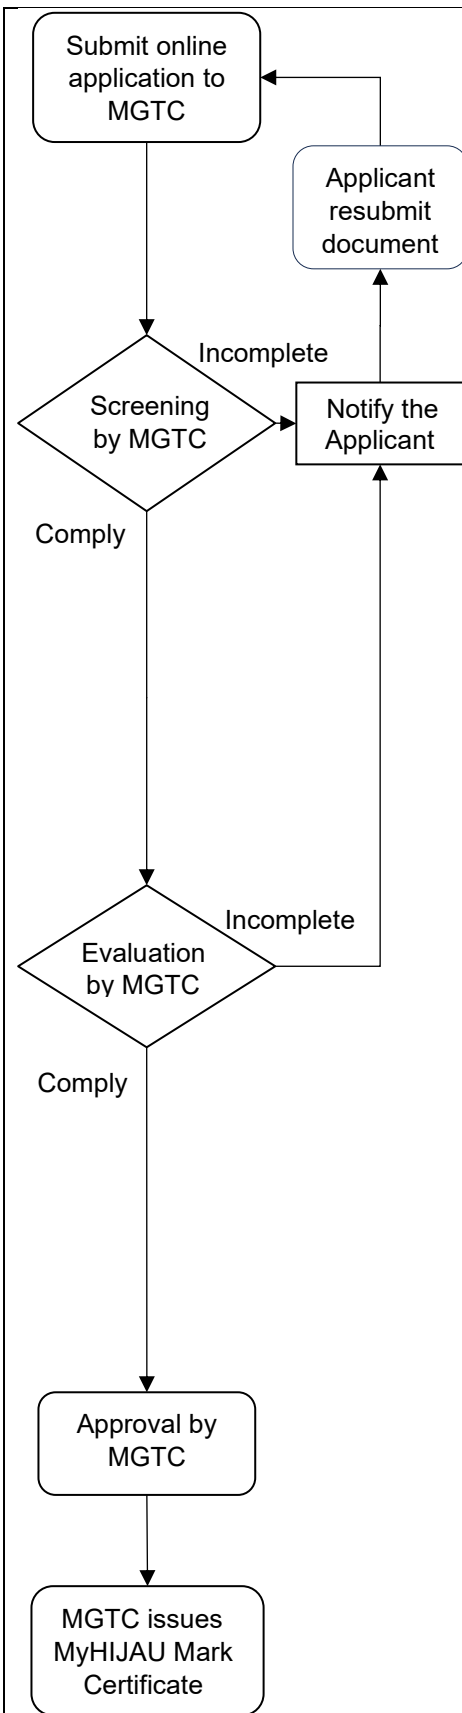 Submit online
application to
MGTC
Applicant
resubmit
document
Incomplete
Screening
by MGTC
Notify the
Applicant
Comply
Incomplete
Evaluation
by MGTC
Comply
Approval by
MGTC
MGTC issues
MyHIJAU Mark
Certificate